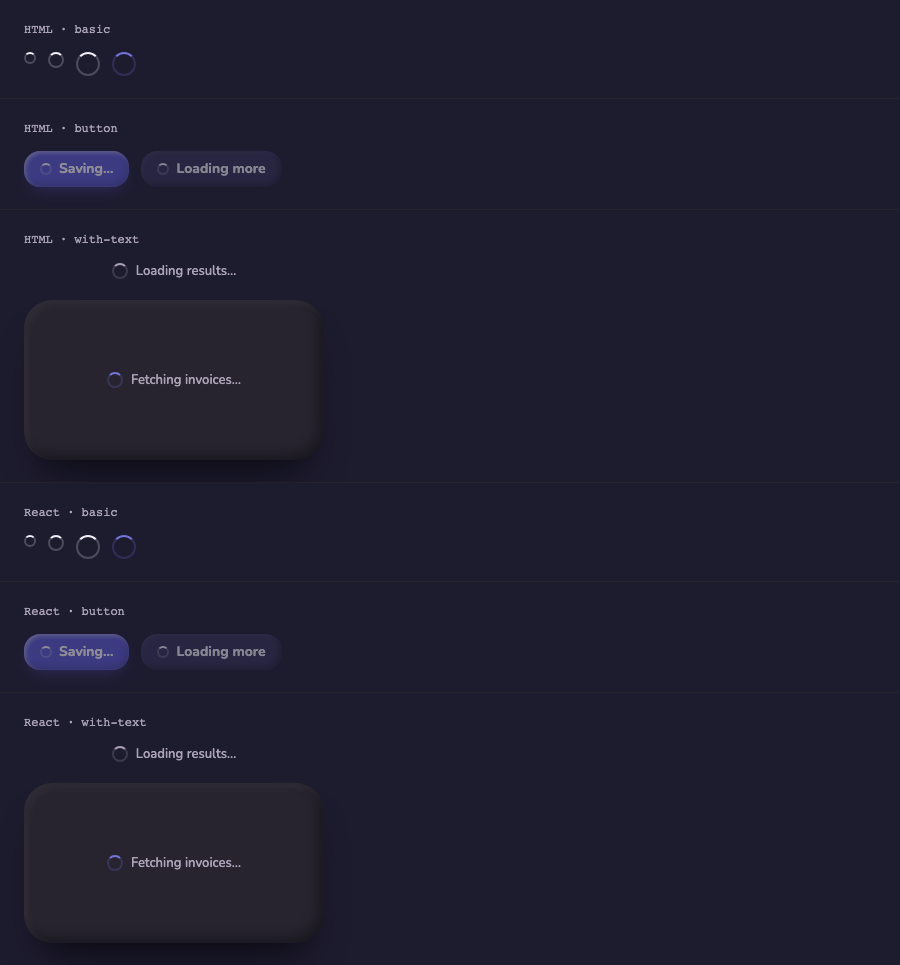 HTML · basic
HTML · button
Saving...
Loading more
HTML · with-text
Loading results...
Fetching invoices...
React · basic
React · button
Saving...
Loading more
React · with-text
Loading results...
Fetching invoices...